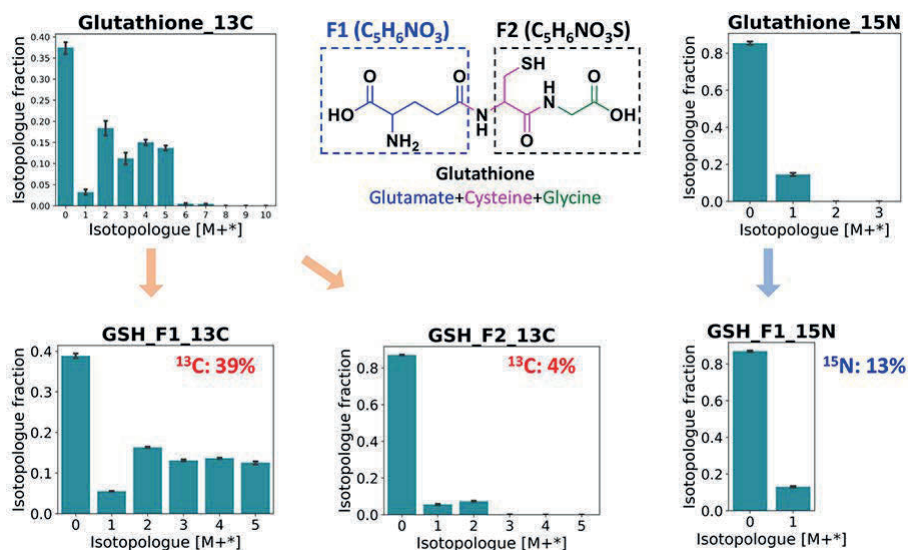 Glutathione_13C
Isotopologue fraction
0.40
0.35
0.30
0.25
0.20
0.15
0.10
0.05
0.00
0 1 2 3 4 5 6 7 8 9 10
Isotopologue [M+*]
F1 (C₅H₆NO₃)
F2 (C₅H₆NO₃S)
SH
O O H O
HO N OH
NH₂ N H O
Glutathione
Glutamate+Cysteine+Glycine
Glutathione_15N
Isotopologue fraction
0.8
0.6
0.4
0.2
0.0
0 1 2 3
Isotopologue [M+*]
GSH_F1_13C
¹³C: 39%
Isotopologue fraction
0.4
0.3
0.2
0.1
0.0
0 1 2 3 4 5
Isotopologue [M+*]
GSH_F2_13C
¹³C: 4%
Isotopologue fraction
0.8
0.6
0.4
0.2
0.0
0 1 2 3 4 5
Isotopologue [M+*]
GSH_F1_15N
¹⁵N: 13%
Isotopologue fraction
0.8
0.6
0.4
0.2
0.0
0 1
Isotopologue [M+*]